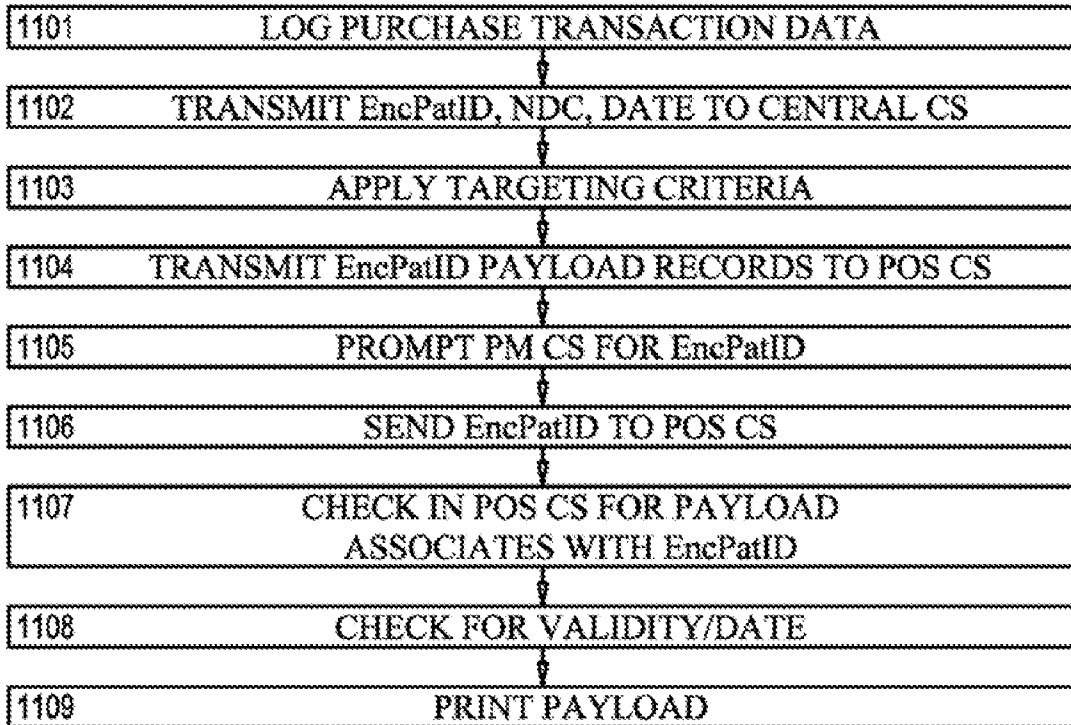 1101 LOG PURCHASE TRANSACTION DATA
1102 TRANSMIT EncPatID, NDC, DATE TO CENTRAL CS
1103 APPLY TARGETING CRITERIA
1104 TRANSMIT EncPatID PAYLOAD RECORDS TO POS CS
1105 PROMPT PM CS FOR EncPatID
1106 SEND EncPatID TO POS CS
1107 CHECK IN POS CS FOR PAYLOAD
ASSOCIATES WITH EncPatID
1108 CHECK FOR VALIDITY/DATE
1109 PRINT PAYLOAD